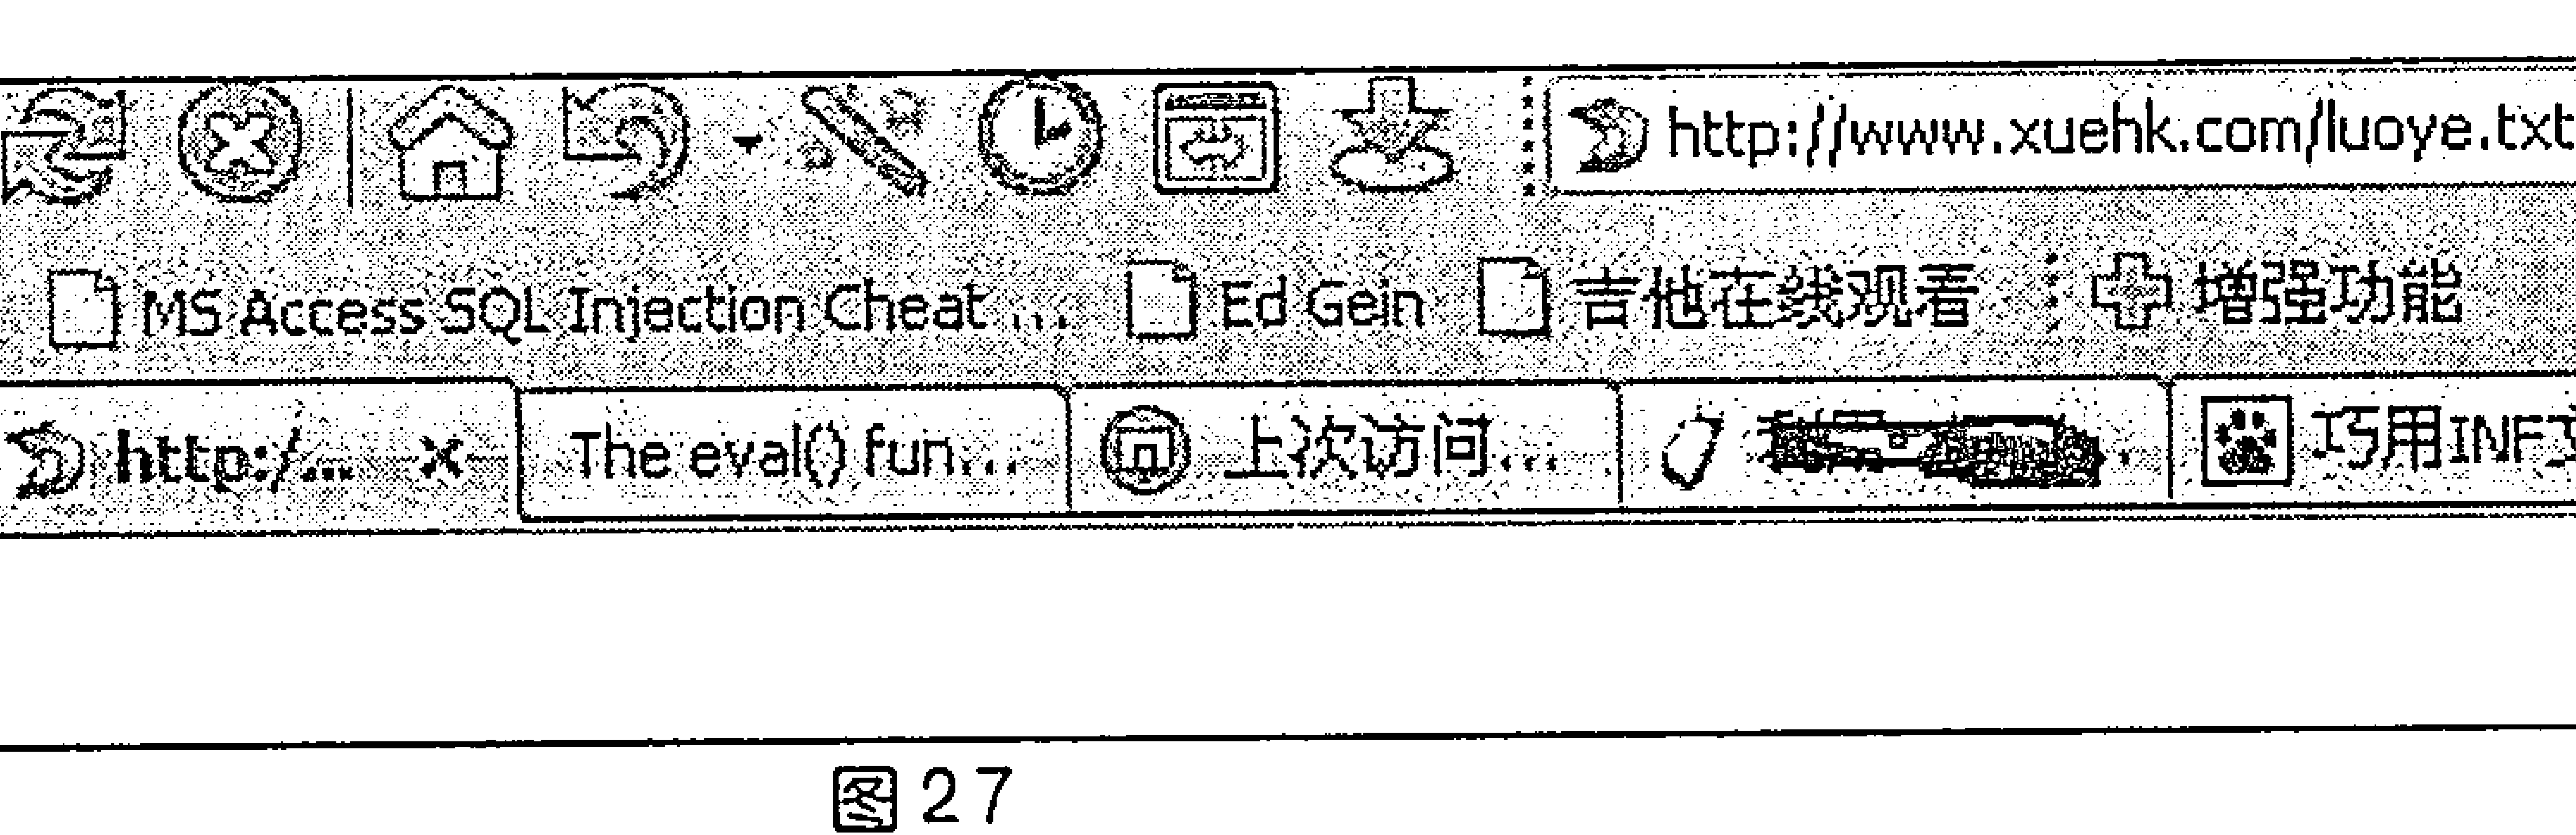 http://www.xuehk.com/luoye.txt
MS Access SQL Injection Cheat ... Ed Gein 吉他在线观看 增强功能
http:/... The eval() fun... 上次访问... 巧用INF文
图27